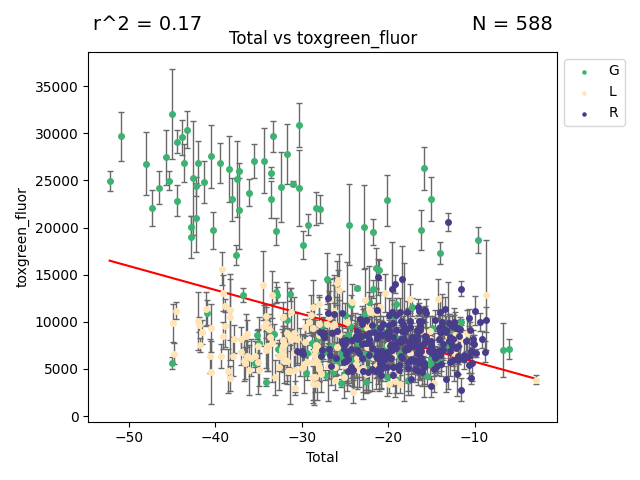 r^2 = 0.17
N = 588
Total vs toxgreen_fluor
35000
30000
25000
20000
15000
10000
5000
0
toxgreen_fluor
−50
−40
−30
−20
−10
Total
G
L
R